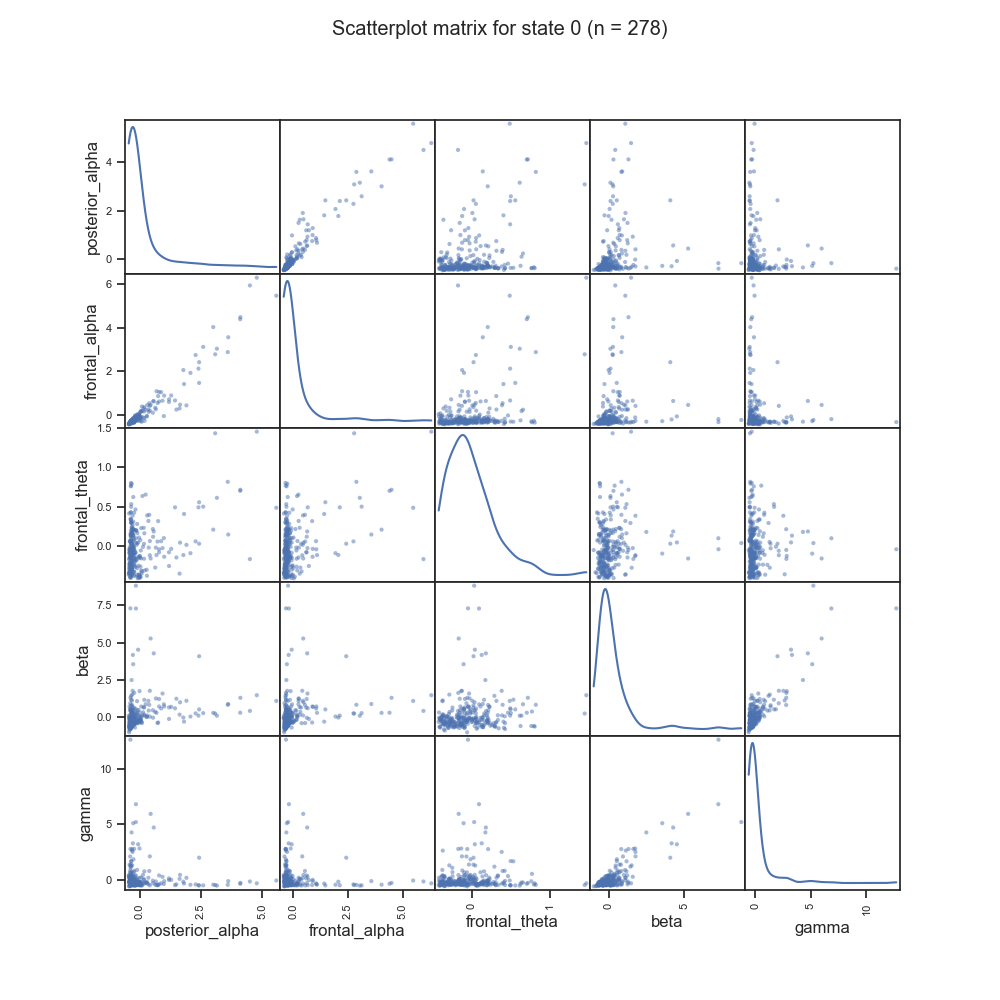 Scatterplot matrix for state 0 (n = 278)
posterior_alpha
4
2
0
frontal_alpha
6
4
2
0
frontal_theta
1.5
1.0
0.5
0.0
beta
7.5
5.0
2.5
0.0
gamma
10
5
0
0.0 2.5 5.0 0.0 2.5 5.0 0 1 0 5 0 5 10
posterior_alpha frontal_alpha frontal_theta beta gamma